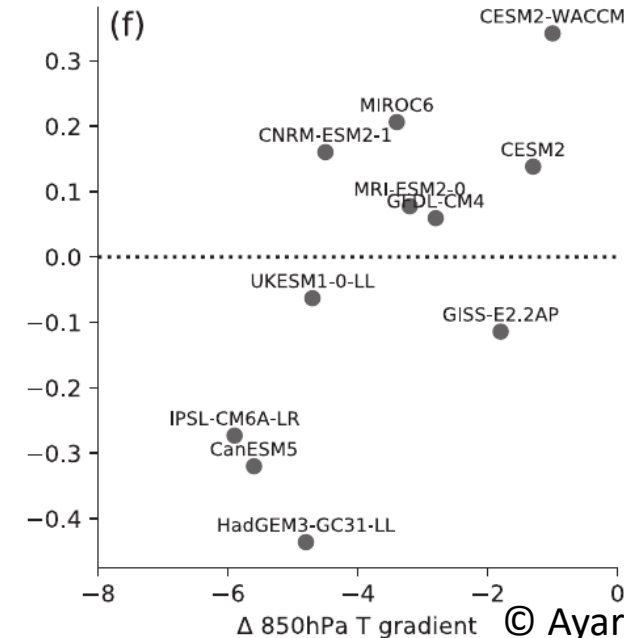 (f)
CESM2-WACCM
0.3
MIROC6
0.2
CNRM-ESM2-1
CESM2
0.1
MRI-ESM2-0
GFDL-CM4
0.0
UKESM1-0-LL
−0.1
GISS-E2.2AP
−0.2
IPSL-CM6A-LR
−0.3
CanESM5
−0.4
HadGEM3-GC31-LL
−8 −6 −4 −2 0
Δ 850hPa T gradient
© Ayar